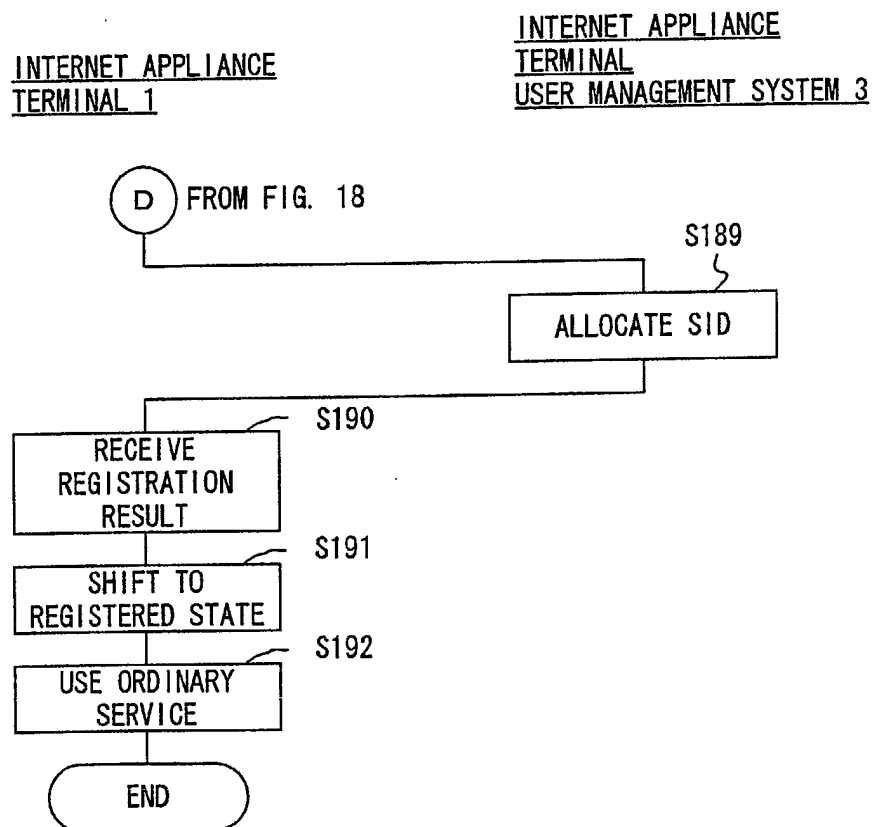 INTERNET APPLIANCE
TERMINAL 1
INTERNET APPLIANCE
TERMINAL
USER MANAGEMENT SYSTEM 3
D FROM FIG. 18
S189
ALLOCATE SID
S190
RECEIVE
REGISTRATION
RESULT
S191
SHIFT TO
REGISTERED STATE
S192
USE ORDINARY
SERVICE
END